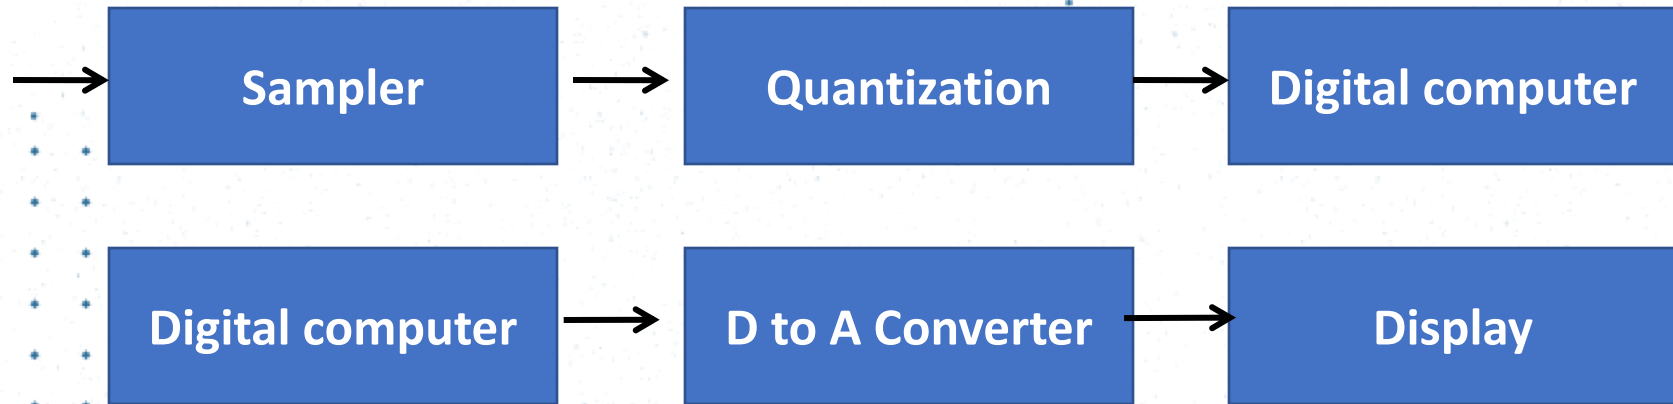 Sampler
Quantization
Digital computer
Digital computer
D to A Converter
Display